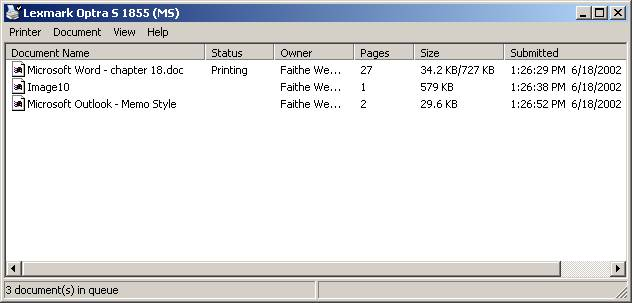 Lexmark Optra S 1855 (MS)
Printer Document View Help
Document Name Status Owner Pages Size Submitted
Microsoft Word - chapter 18.doc Printing Faithe We... 27 34.2 KB/727 KB 1:26:29 PM 6/18/2002
Image10 Faithe We... 1 579 KB 1:26:38 PM 6/18/2002
Microsoft Outlook - Memo Style Faithe We... 2 29.6 KB 1:26:52 PM 6/18/2002
3 document(s) in queue